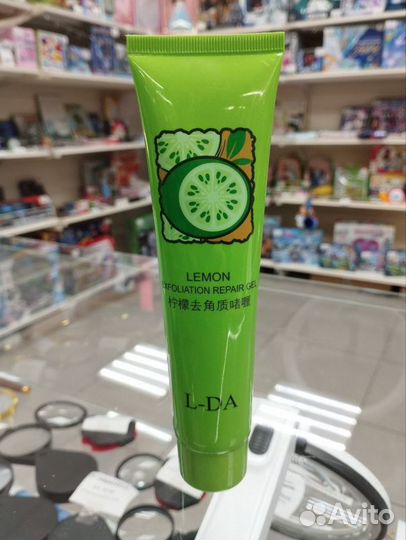 LEMON
EXFOLIATION REPAIR GEL
柠檬去角质啫喱
L-DA
Avito